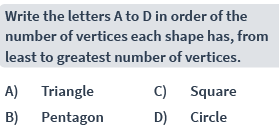 Write the letters A to D in order of the
number of vertices each shape has, from
least to greatest number of vertices.
A) Triangle C) Square
B) Pentagon D) Circle